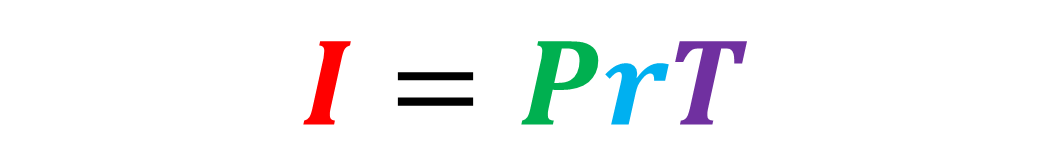 I = PrT